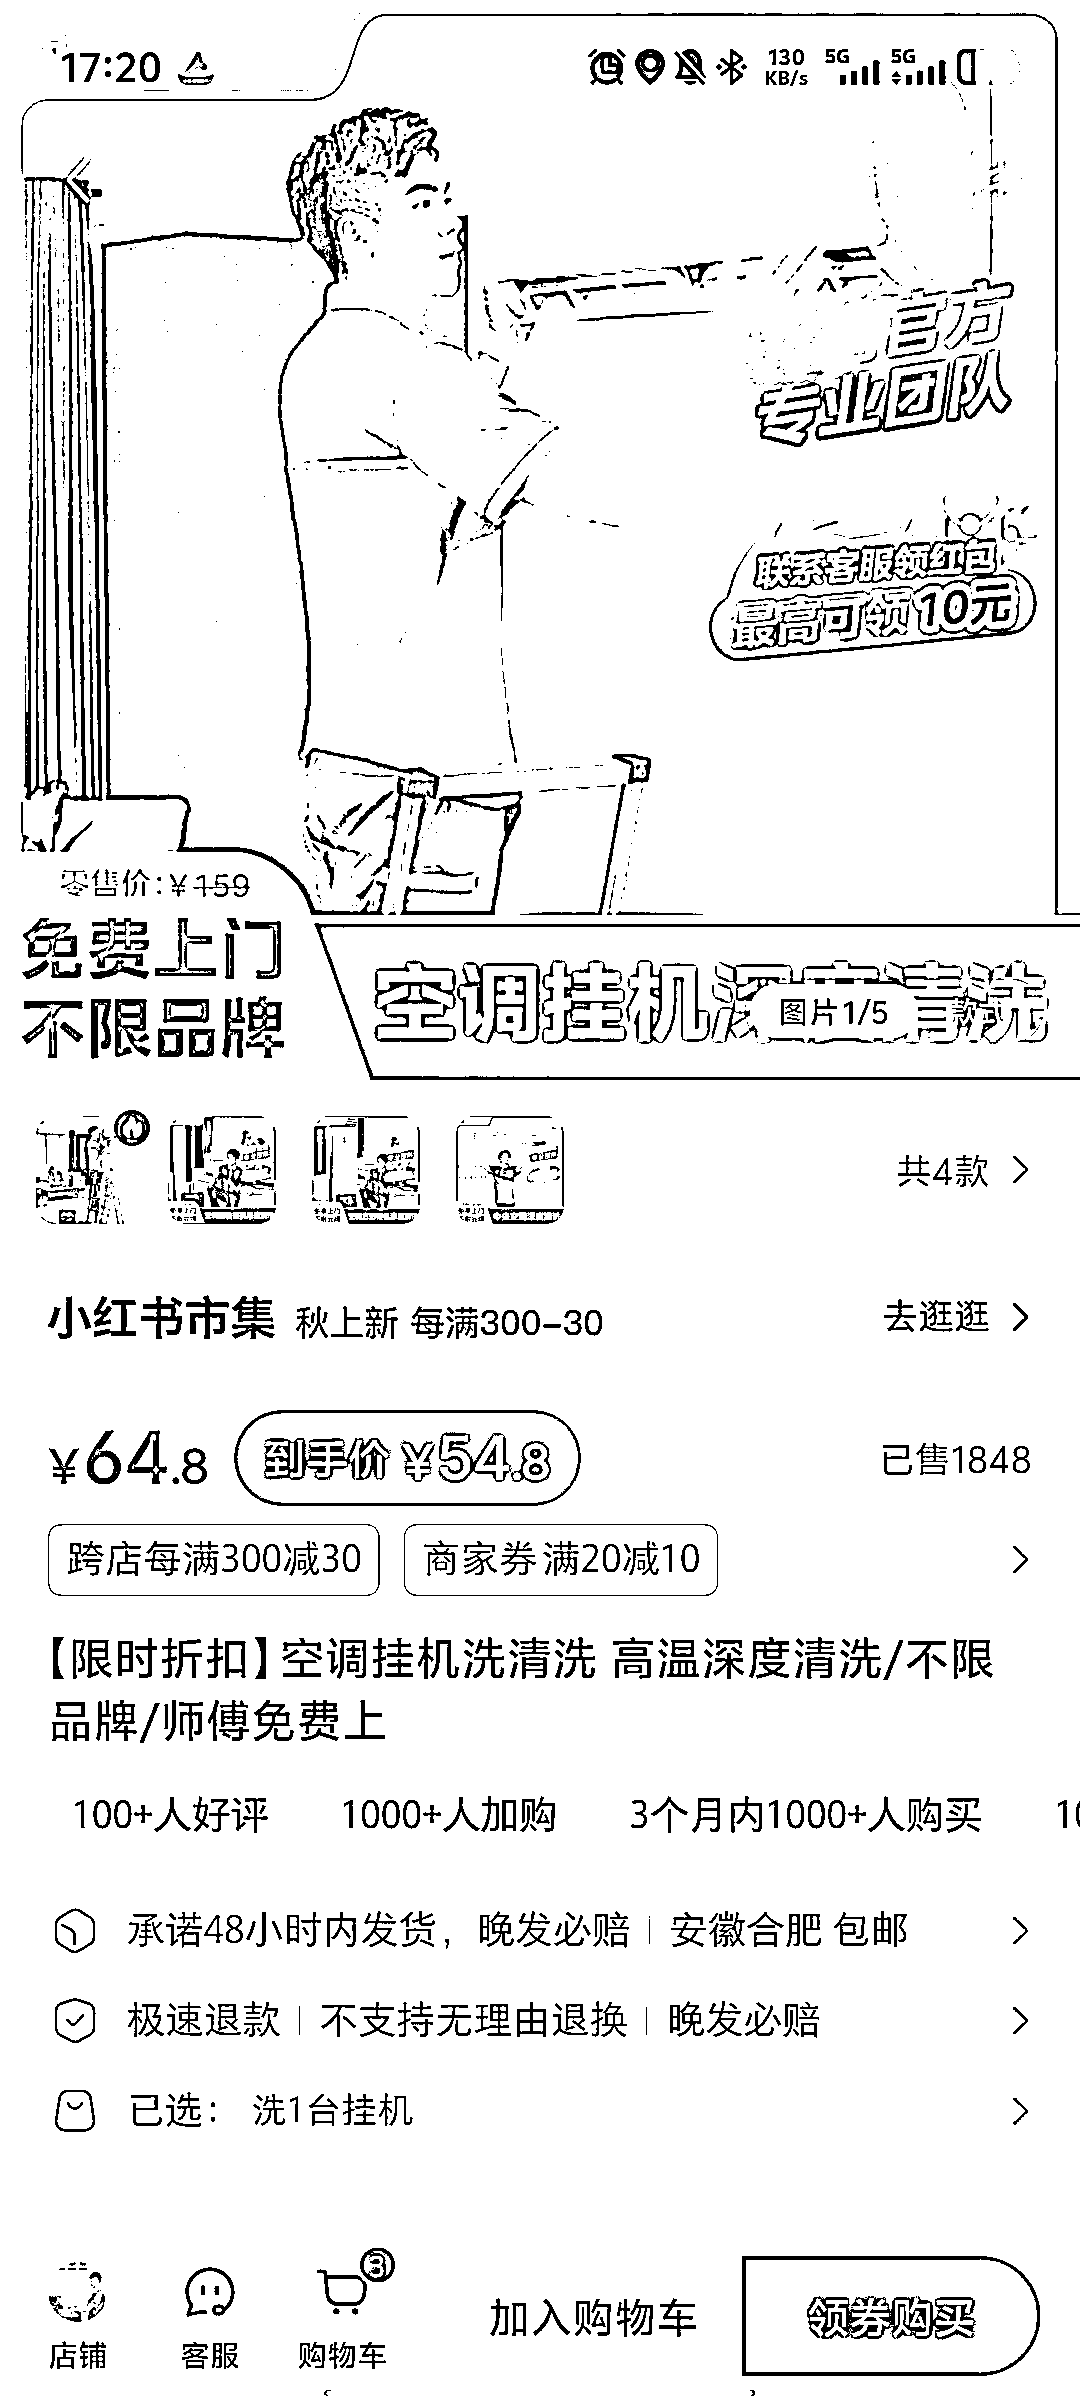 17:20
130 KB/s 5G 5G
官方
专业团队
联系客服领红包
最高可领10元
零售价:¥159
免费上门
不限品牌
空调挂机深度清洗
图片1/5
共4款
小红书市集 秋上新 每满300-30
去逛逛
¥64.8 到手价 ¥54.8
已售1848
跨店每满300减30 商家券 满20减10
【限时折扣】空调挂机洗清洗 高温深度清洗/不限
品牌/师傅免费上
100+人好评 1000+人加购 3个月内1000+人购买 10
承诺48小时内发货，晚发必赔 | 安徽合肥 包邮
极速退款 | 不支持无理由退换 | 晚发必赔
已选： 洗1台挂机
3
店铺 客服 购物车 加入购物车 领券购买